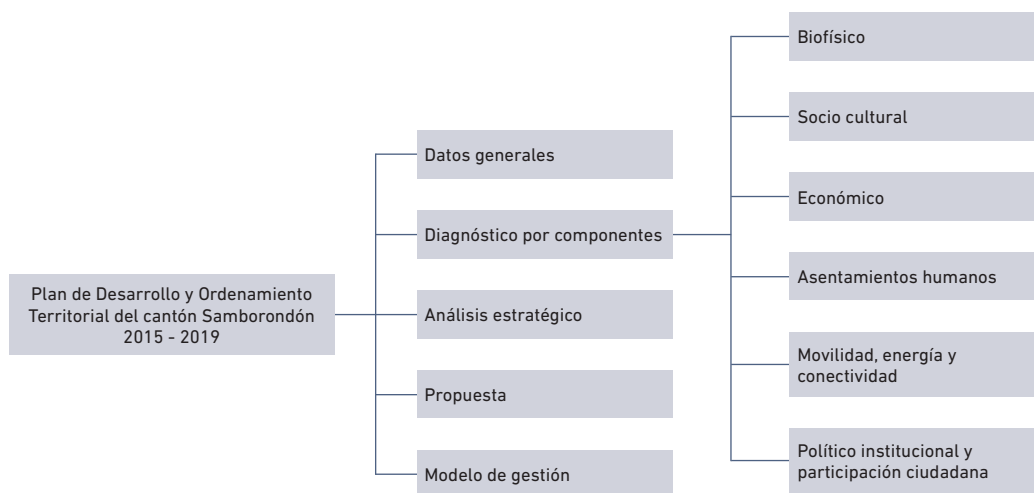 Plan de Desarrollo y Ordenamiento
Territorial del cantón Samborondón
2015 - 2019
Datos generales
Diagnóstico por componentes
Análisis estratégico
Propuesta
Modelo de gestión
Biofísico
Socio cultural
Económico
Asentamientos humanos
Movilidad, energía y
conectividad
Político institucional y
participación ciudadana